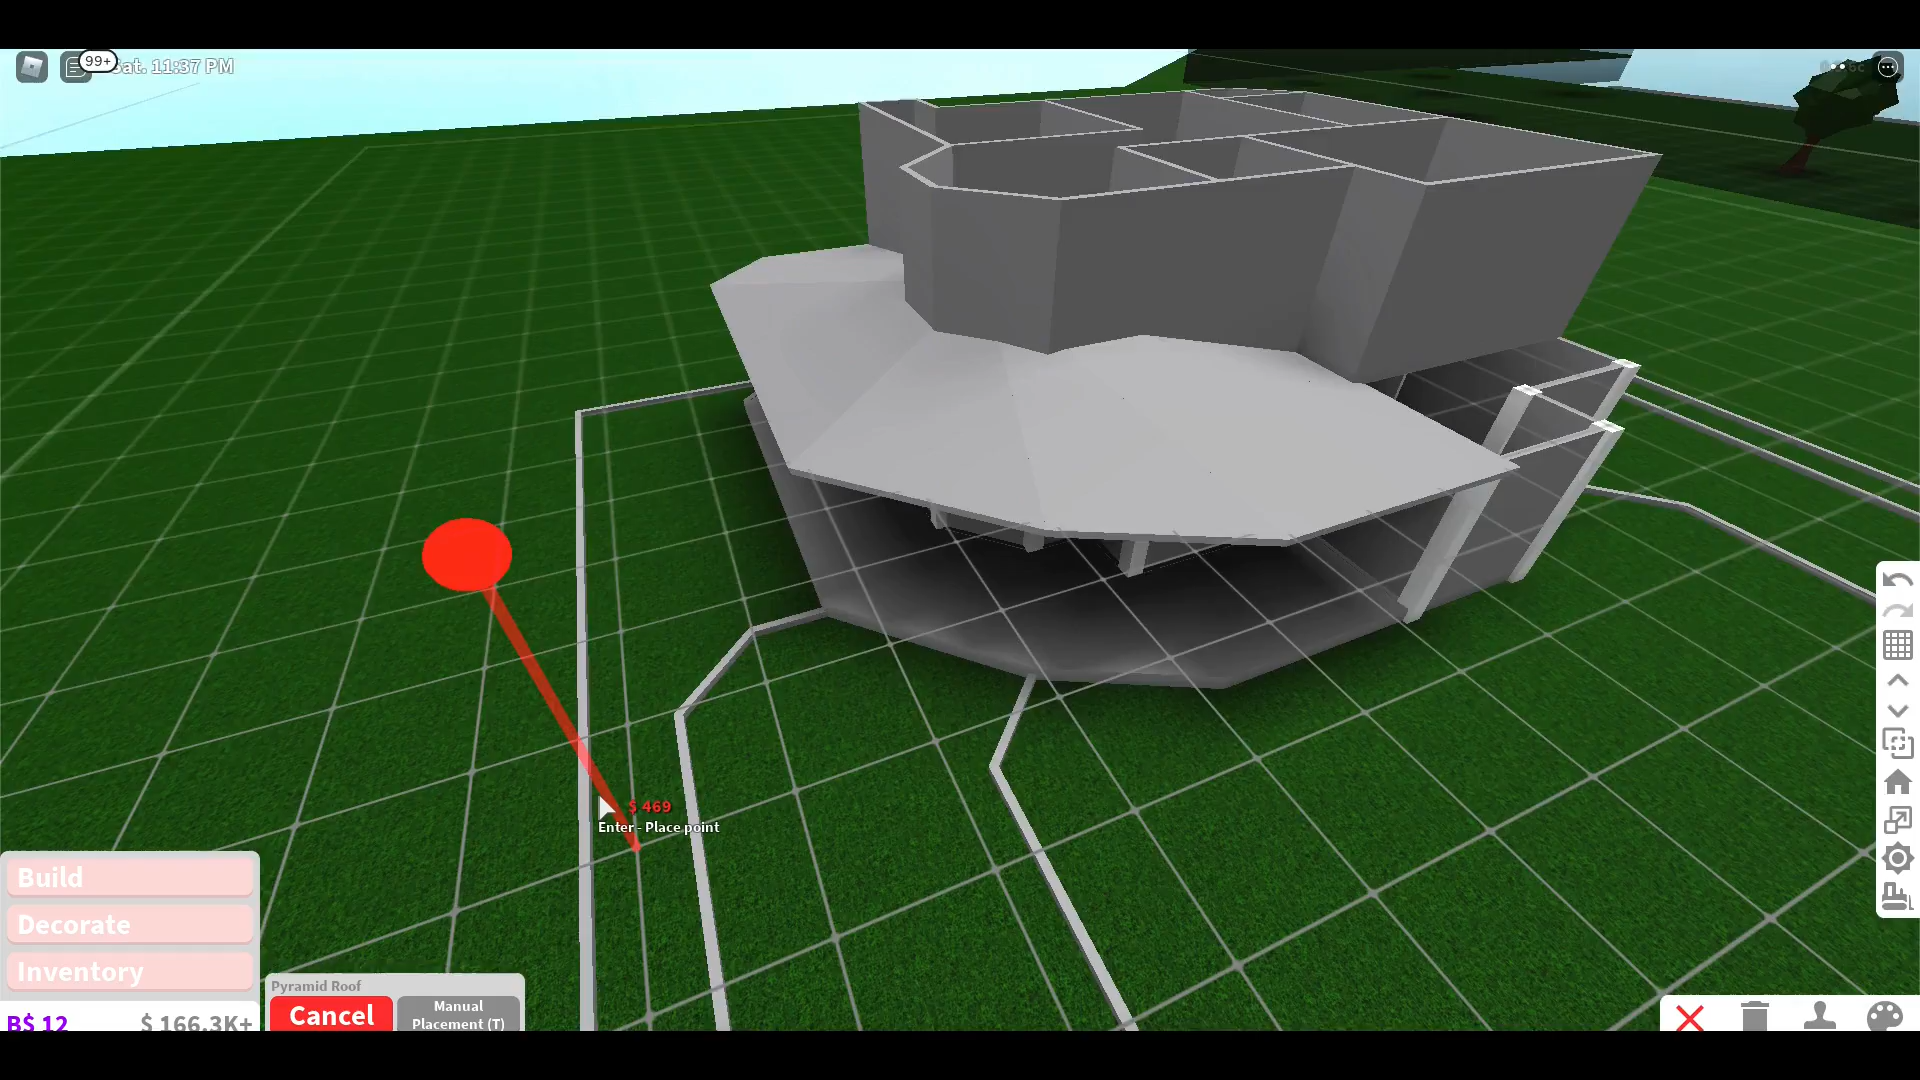 99+
Sat. 11:37 PM
$ 469
Enter - Place point
Build
Decorate
Inventory
B$ 12
$ 166.3K+
Pyramid Roof
Cancel
Manual
Placement (T)